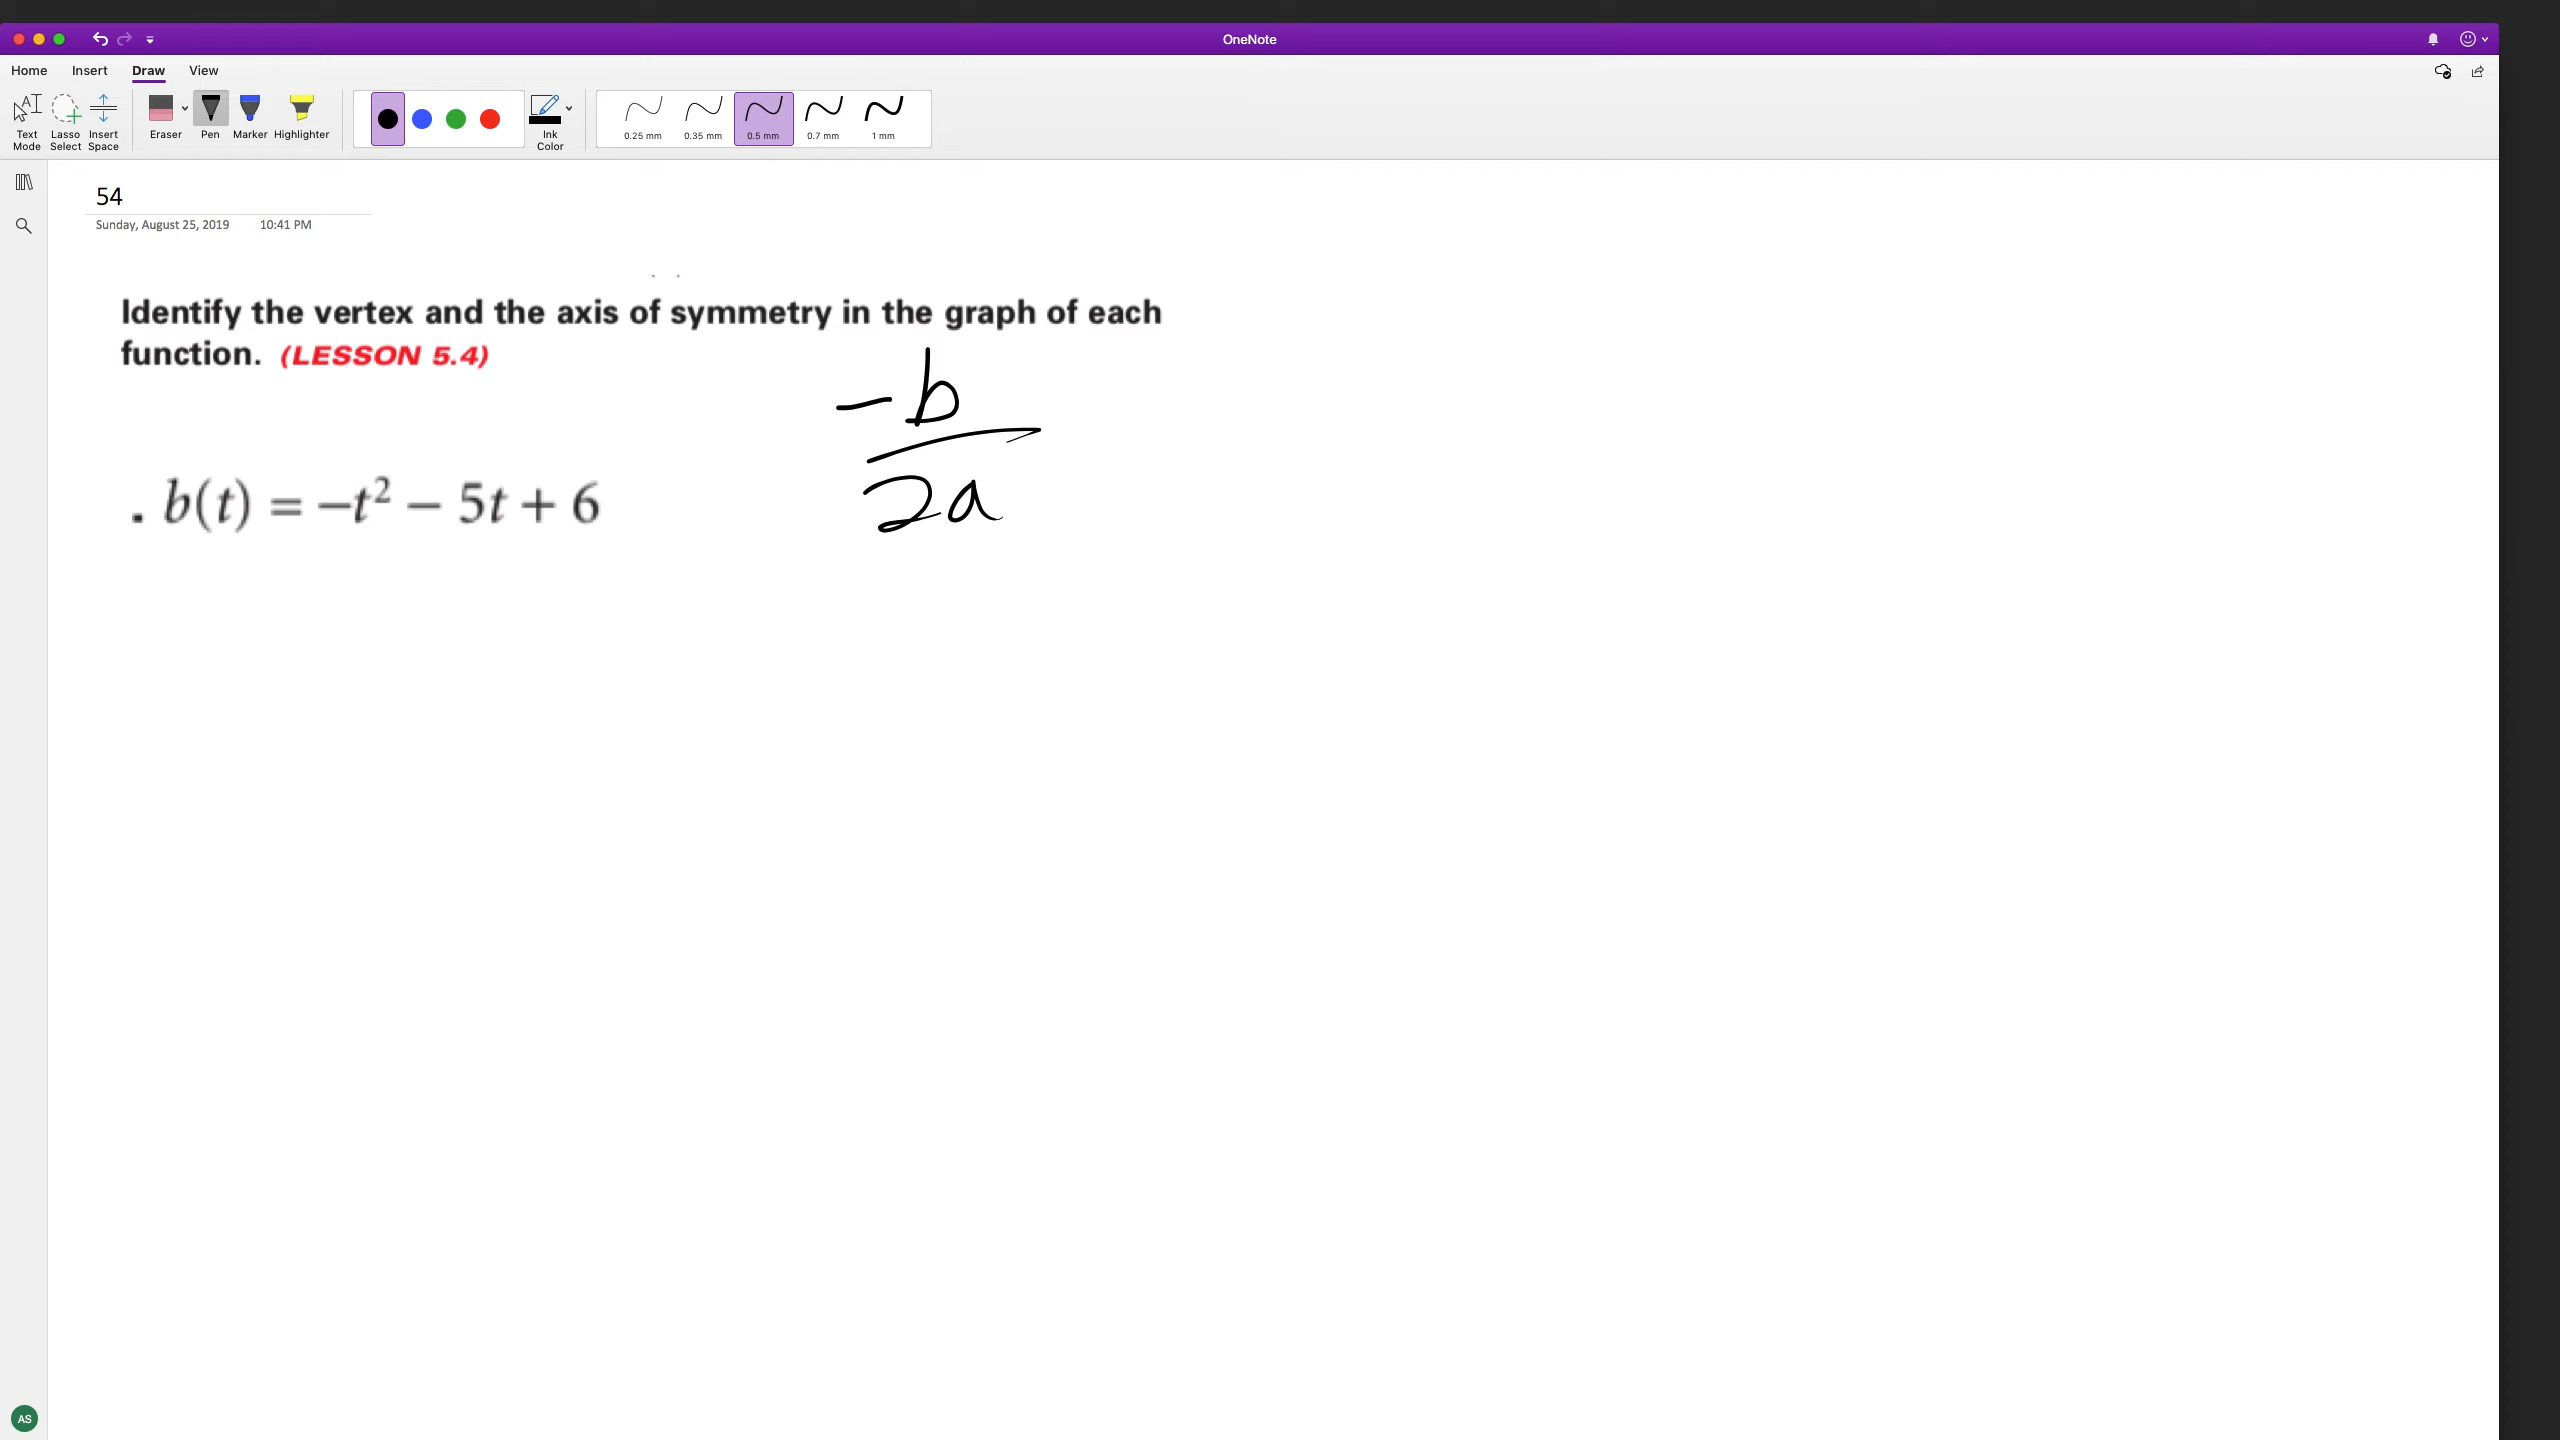 OneNote
Home Insert Draw View
Text Mode
Lasso Select
Insert Space
Eraser
Pen
Marker
Highlighter
Ink Color
0.25 mm
0.35 mm
0.5 mm
0.7 mm
1 mm
54
Sunday, August 25, 2019 10:41 PM
Identify the vertex and the axis of symmetry in the graph of each
function. (LESSON 5.4)
-b
2a
. b(t) = −t² − 5t + 6
AS